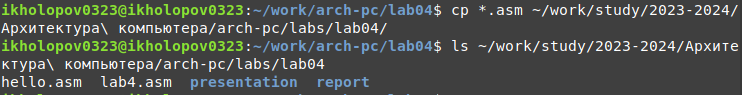 ikholopov0323@ikholopov0323:~/work/arch-pc/lab04$ cp *.asm ~/work/study/2023-2024/
Архитектура\ компьютера/arch-pc/labs/lab04/
ikholopov0323@ikholopov0323:~/work/arch-pc/lab04$ ls ~/work/study/2023-2024/Архите
ктура\ компьютера/arch-pc/labs/lab04
hello.asm  lab4.asm  presentation  report